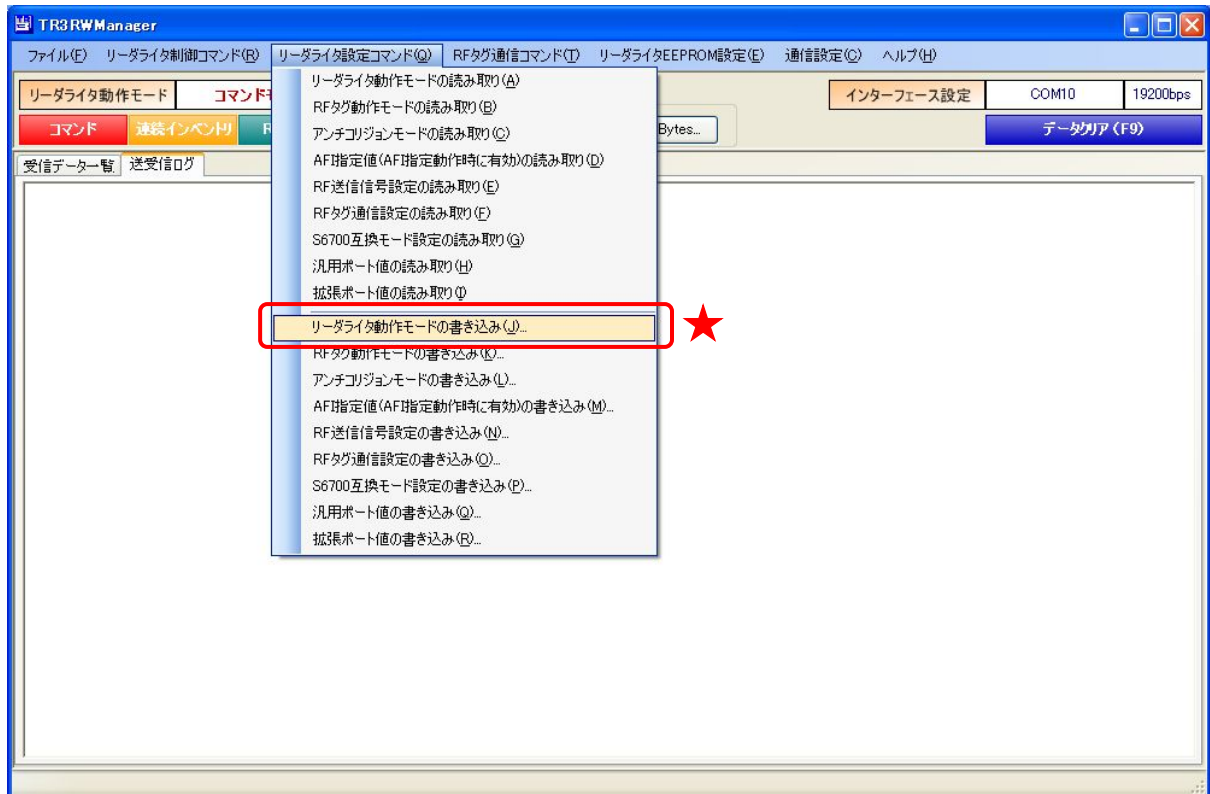 TR3RWManager
ファイル(F) リーダライタ制御コマンド(R) リーダライタ設定コマンド(Q) RFタグ通信コマンド(T) リーダライタEEPROM設定(E) 通信設定(C) ヘルプ(H)
リーダライタ動作モード コマンドモ インターフェース設定 COM10 19200bps
コマンド 連続インベントリ R Bytes... データクリア(F9)
受信データ一覧 送受信ログ
リーダライタ動作モードの読み取り(A)
RFタグ動作モードの読み取り(B)
アンチコリジョンモードの読み取り(C)
AFI指定値(AFI指定動作時に有効)の読み取り(D)
RF送信信号設定の読み取り(E)
RFタグ通信設定の読み取り(F)
S6700互換モード設定の読み取り(G)
汎用ポート値の読み取り(H)
拡張ポート値の読み取り(I)
リーダライタ動作モードの書き込み(J)...
★
RFタグ動作モードの書き込み(K)...
アンチコリジョンモードの書き込み(L)...
AFI指定値(AFI指定動作時に有効)の書き込み(M)...
RF送信信号設定の書き込み(N)...
RFタグ通信設定の書き込み(O)...
S6700互換モード設定の書き込み(P)...
汎用ポート値の書き込み(Q)...
拡張ポート値の書き込み(R)...